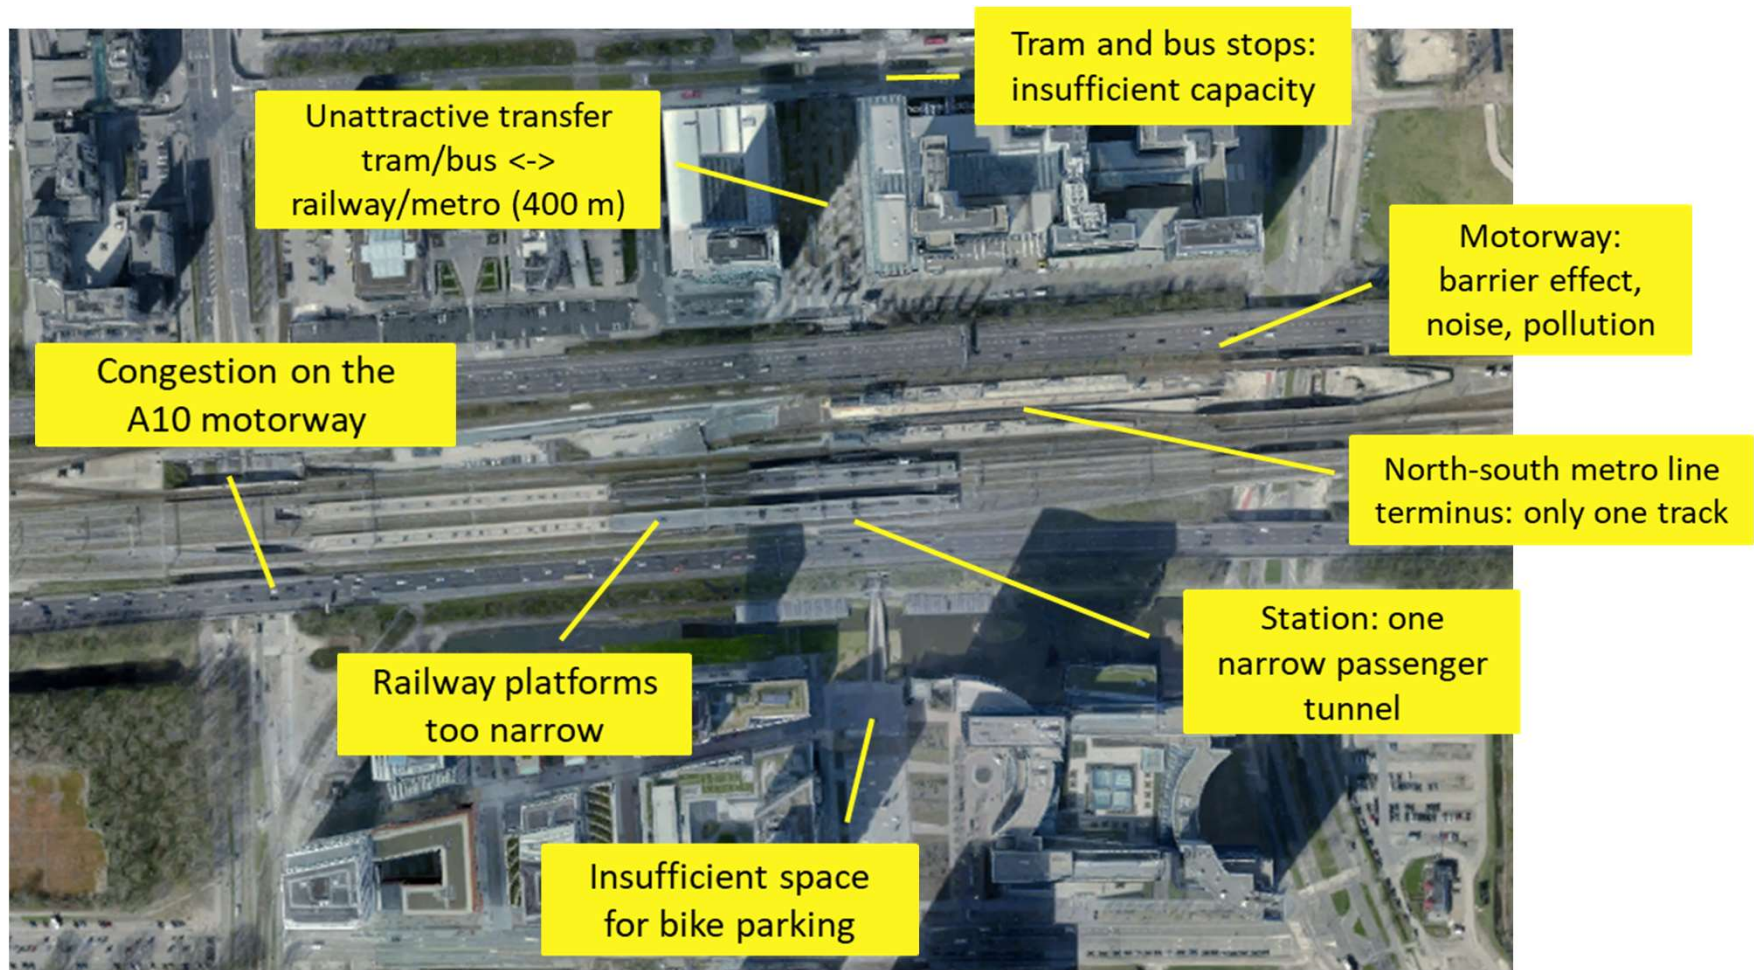 Tram and bus stops:
insufficient capacity
Unattractive transfer
tram/bus <->
railway/metro (400 m)
Motorway:
barrier effect,
noise, pollution
Congestion on the
A10 motorway
North-south metro line
terminus: only one track
Station: one
narrow passenger
tunnel
Railway platforms
too narrow
Insufficient space
for bike parking